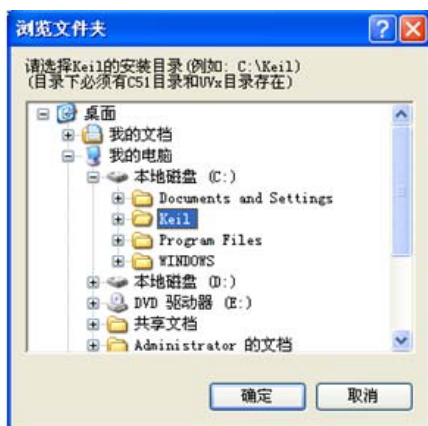 浏览文件夹
请选择Keil的安装目录(例如: C:\Keil)
(目录下必须有C51目录和UVx目录存在)
桌面
我的文档
我的电脑
本地磁盘 (C:)
Documents and Settings
Keil
Program Files
WINDOWS
本地磁盘 (D:)
DVD 驱动器 (E:)
共享文档
Administrator 的文档
确定 取消